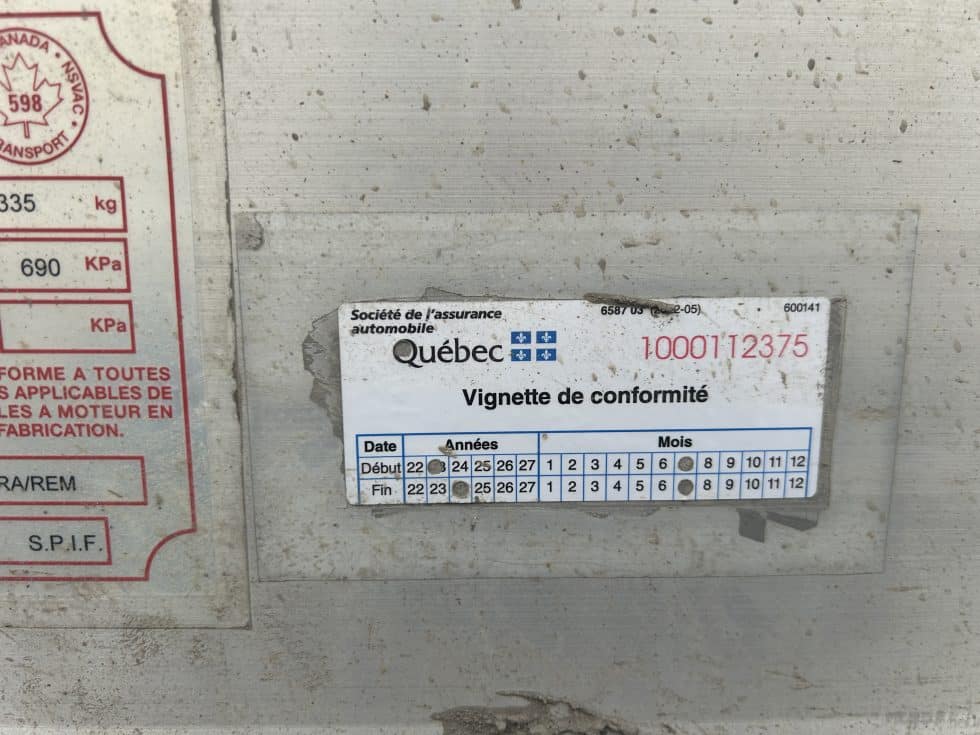 CANADA • NSVAC •
TRANSPORT
598
335 kg
690 KPa
KPa
FORME A TOUTES
S APPLICABLES DE
LES A MOTEUR EN
FABRICATION.
RA/REM
S.P.I.F.
Société de l'assurance
automobile
Québec
6587 03 -05)
600141
1000112375
Vignette de conformité
Date Années Mois
Début 22 24 25 26 27 1 2 3 4 5 6 8 9 10 11 12
Fin 22 23 25 26 27 1 2 3 4 5 6 8 9 10 11 12